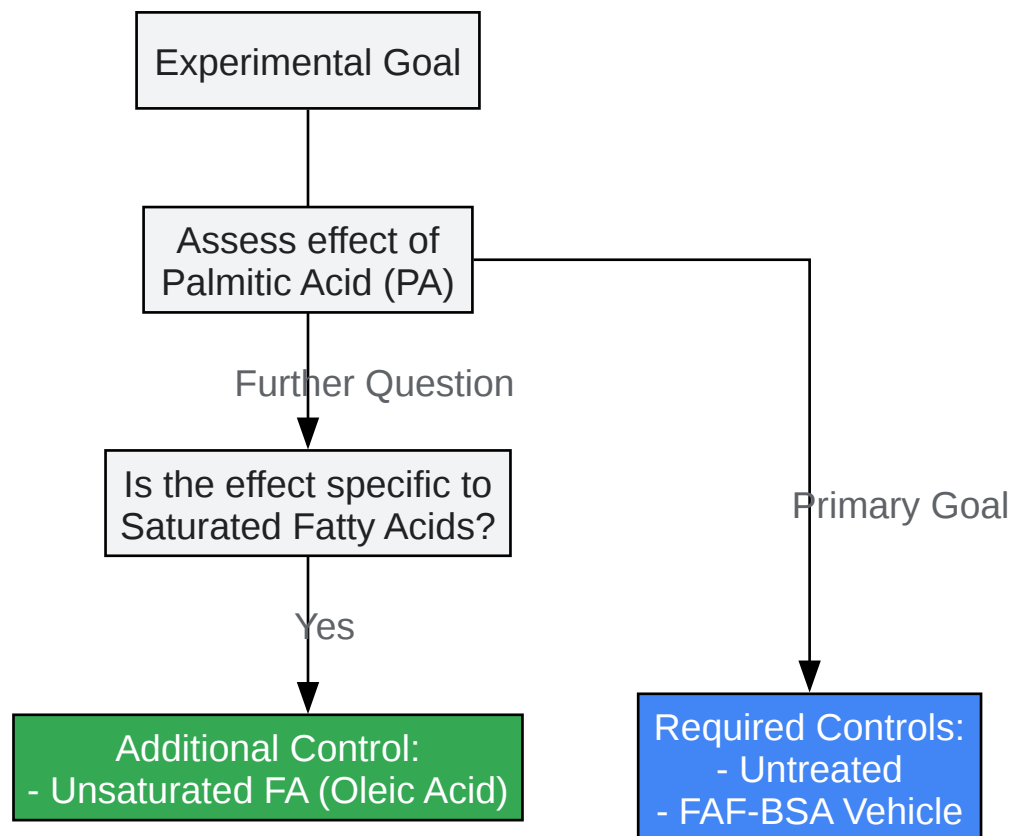 Experimental Goal
Assess effect of
Palmitic Acid (PA)
Further Question
Is the effect specific to
Saturated Fatty Acids?
Primary Goal
Yes
Additional Control:
- Unsaturated FA (Oleic Acid)
Required Controls:
- Untreated
- FAF-BSA Vehicle